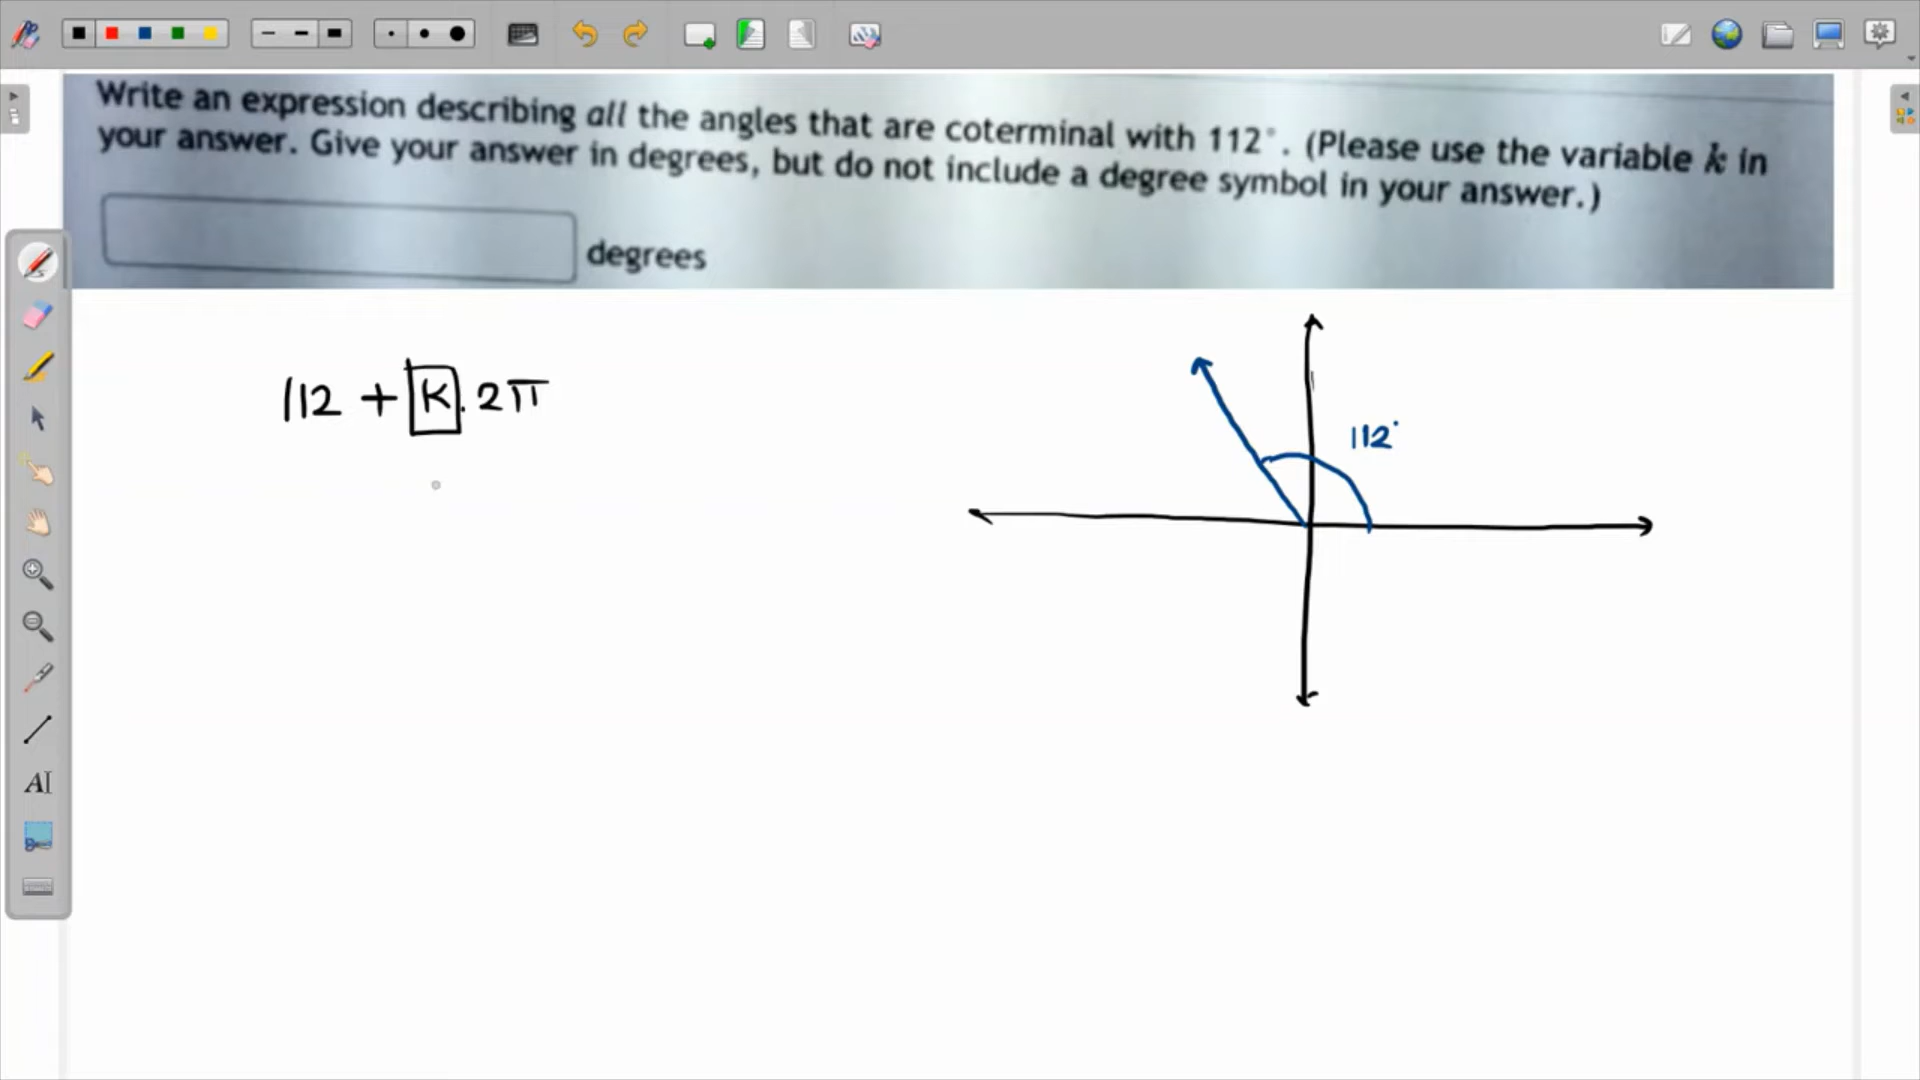 Write an expression describing all the angles that are coterminal with 112°. (Please use the variable k in
your answer. Give your answer in degrees, but do not include a degree symbol in your answer.)
degrees
112 + K . 2π
112°
AI